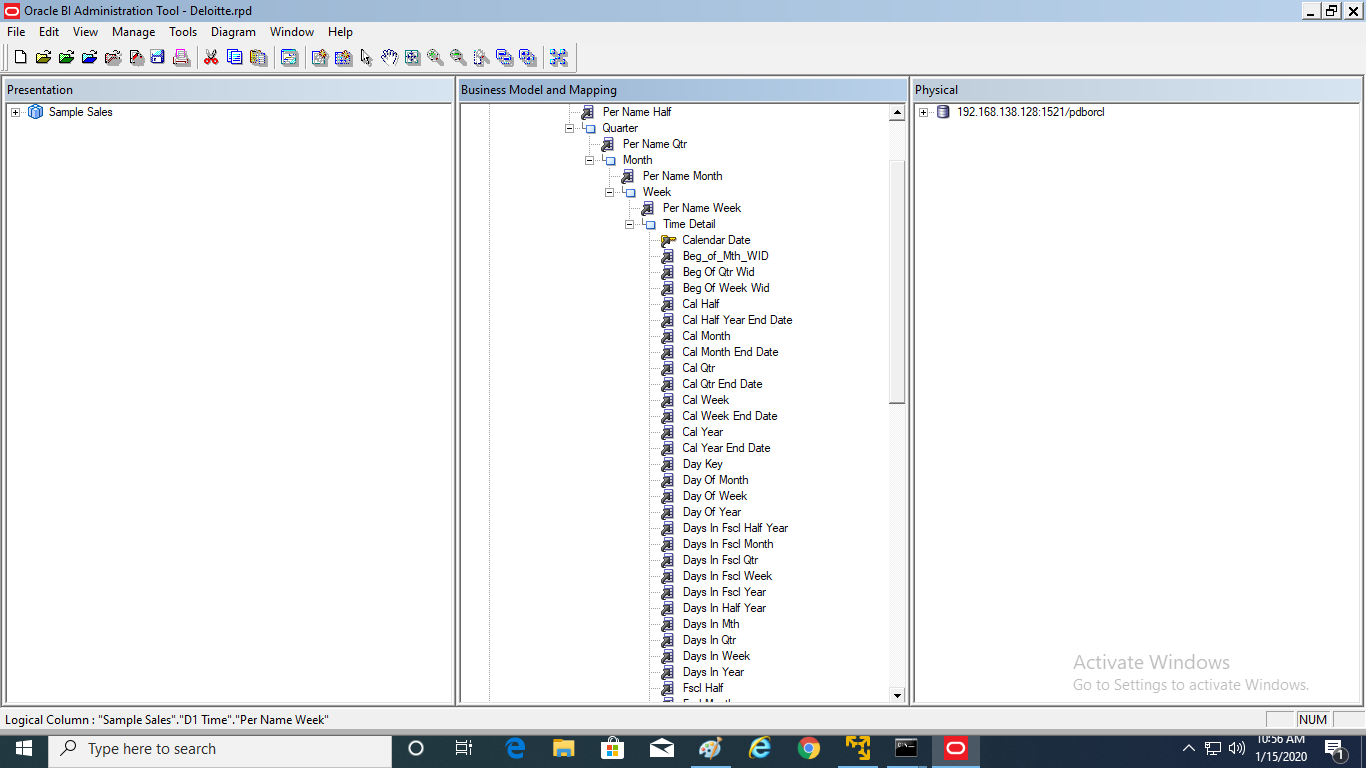 Oracle BI Administration Tool - Deloitte.rpd
File Edit View Manage Tools Diagram Window Help
Presentation
Sample Sales
Business Model and Mapping
Per Name Half
Quarter
Per Name Qtr
Month
Per Name Month
Week
Per Name Week
Time Detail
Calendar Date
Beg_of_Mth_WID
Beg Of Qtr Wid
Beg Of Week Wid
Cal Half
Cal Half Year End Date
Cal Month
Cal Month End Date
Cal Qtr
Cal Qtr End Date
Cal Week
Cal Week End Date
Cal Year
Cal Year End Date
Day Key
Day Of Month
Day Of Week
Day Of Year
Days In Fscl Half Year
Days In Fscl Month
Days In Fscl Qtr
Days In Fscl Week
Days In Fscl Year
Days In Half Year
Days In Mth
Days In Qtr
Days In Week
Days In Year
Fscl Half
Physical
192.168.138.128:1521/pdborcl
Activate Windows
Go to Settings to activate Windows.
Logical Column : "Sample Sales"."D1 Time"."Per Name Week"
NUM
Type here to search
10:56 AM
1/15/2020
1